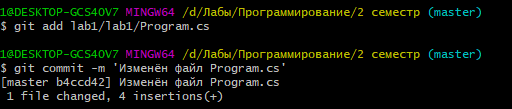 1@DESKTOP-GCS4OV7 MINGW64 /d/Лабы/Программирование/2 семестр (master)
$ git add lab1/lab1/Program.cs
1@DESKTOP-GCS4OV7 MINGW64 /d/Лабы/Программирование/2 семестр (master)
$ git commit -m 'Изменён файл Program.cs'
[master b4ccd42] Изменён файл Program.cs
1 file changed, 4 insertions(+)